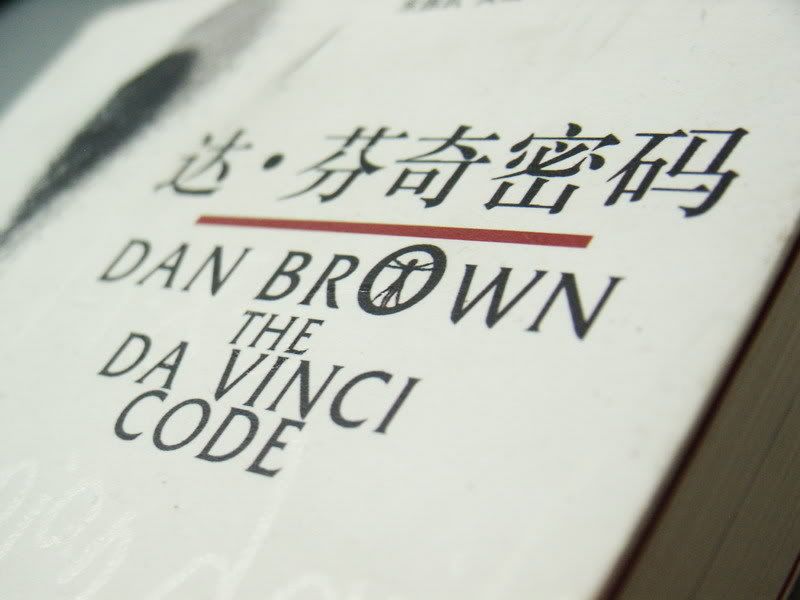 达·芬奇密码
DAN BROWN
THE
DA VINCI
CODE